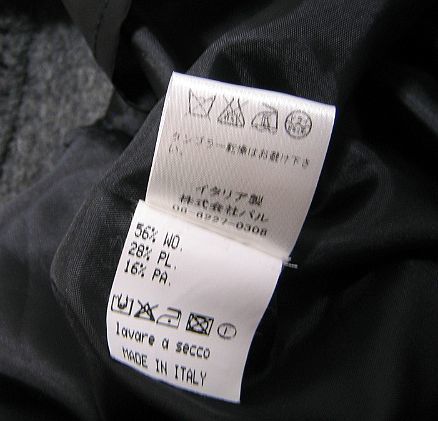 タンブラー乾燥はお避け下さ
い。
イタリア製
株式会社パル
06-6227-0308
56% WO.
28% PL.
16% PA.
lavare a secco
MADE IN ITALY